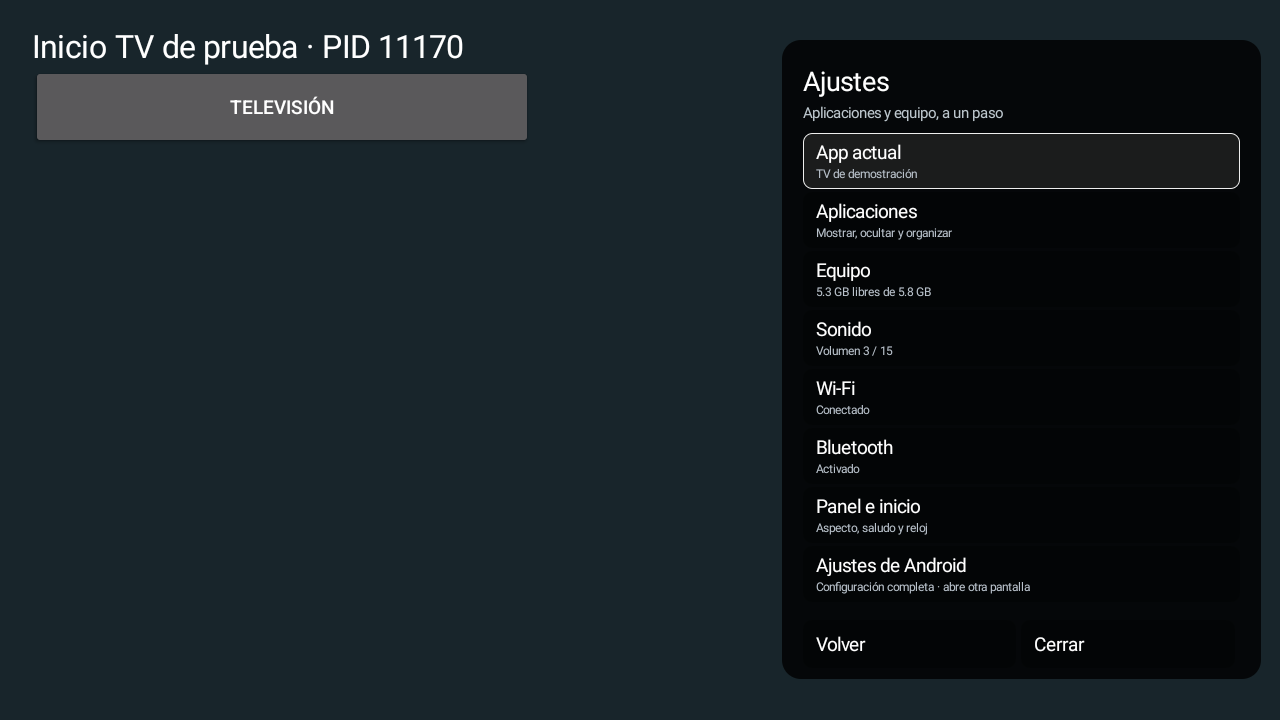 Inicio TV de prueba · PID 11170
TELEVISIÓN
Ajustes
Aplicaciones y equipo, a un paso
App actual
TV de demostración
Aplicaciones
Mostrar, ocultar y organizar
Equipo
5.3 GB libres de 5.8 GB
Sonido
Volumen 3 / 15
Wi-Fi
Conectado
Bluetooth
Activado
Panel e inicio
Aspecto, saludo y reloj
Ajustes de Android
Configuración completa · abre otra pantalla
Volver
Cerrar